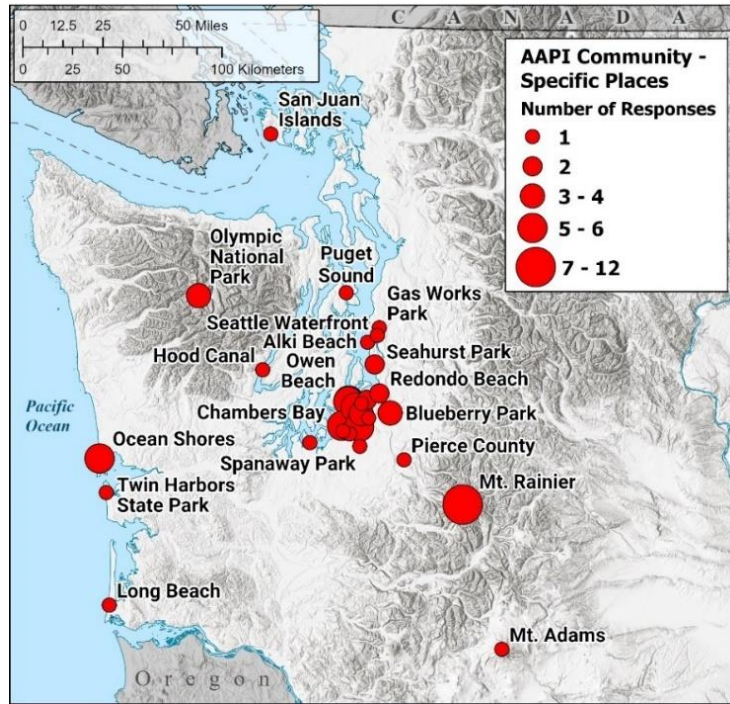 0 12.5 25 50 Miles
0 25 50 100 Kilometers
C A N A D A
AAPI Community -
Specific Places
Number of Responses
1
2
3 - 4
5 - 6
7 - 12
San Juan
Islands
Olympic
National
Park
Puget
Sound
Gas Works
Park
Seattle Waterfront
Alki Beach
Hood Canal
Owen
Beach
Seahurst Park
Redondo Beach
Chambers Bay
Blueberry Park
Pacific
Ocean
Ocean Shores
Spanaway Park
Pierce County
Twin Harbors
State Park
Mt. Rainier
Long Beach
Mt. Adams
Oregon